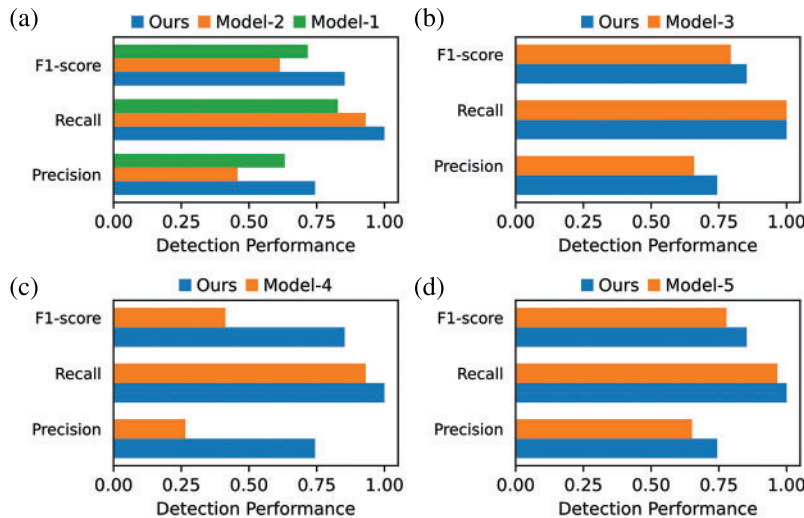 (a)
Ours Model-2 Model-1
F1-score
Recall
Precision
0.00 0.25 0.50 0.75 1.00
Detection Performance
(b)
Ours Model-3
F1-score
Recall
Precision
0.00 0.25 0.50 0.75 1.00
Detection Performance
(c)
Ours Model-4
F1-score
Recall
Precision
0.00 0.25 0.50 0.75 1.00
Detection Performance
(d)
Ours Model-5
F1-score
Recall
Precision
0.00 0.25 0.50 0.75 1.00
Detection Performance